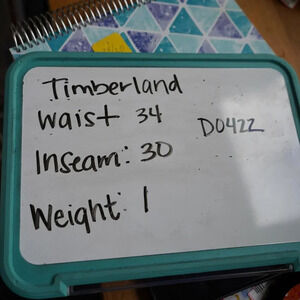 Timberland
Waist 34
D0422
Inseam: 30
Weight: 1